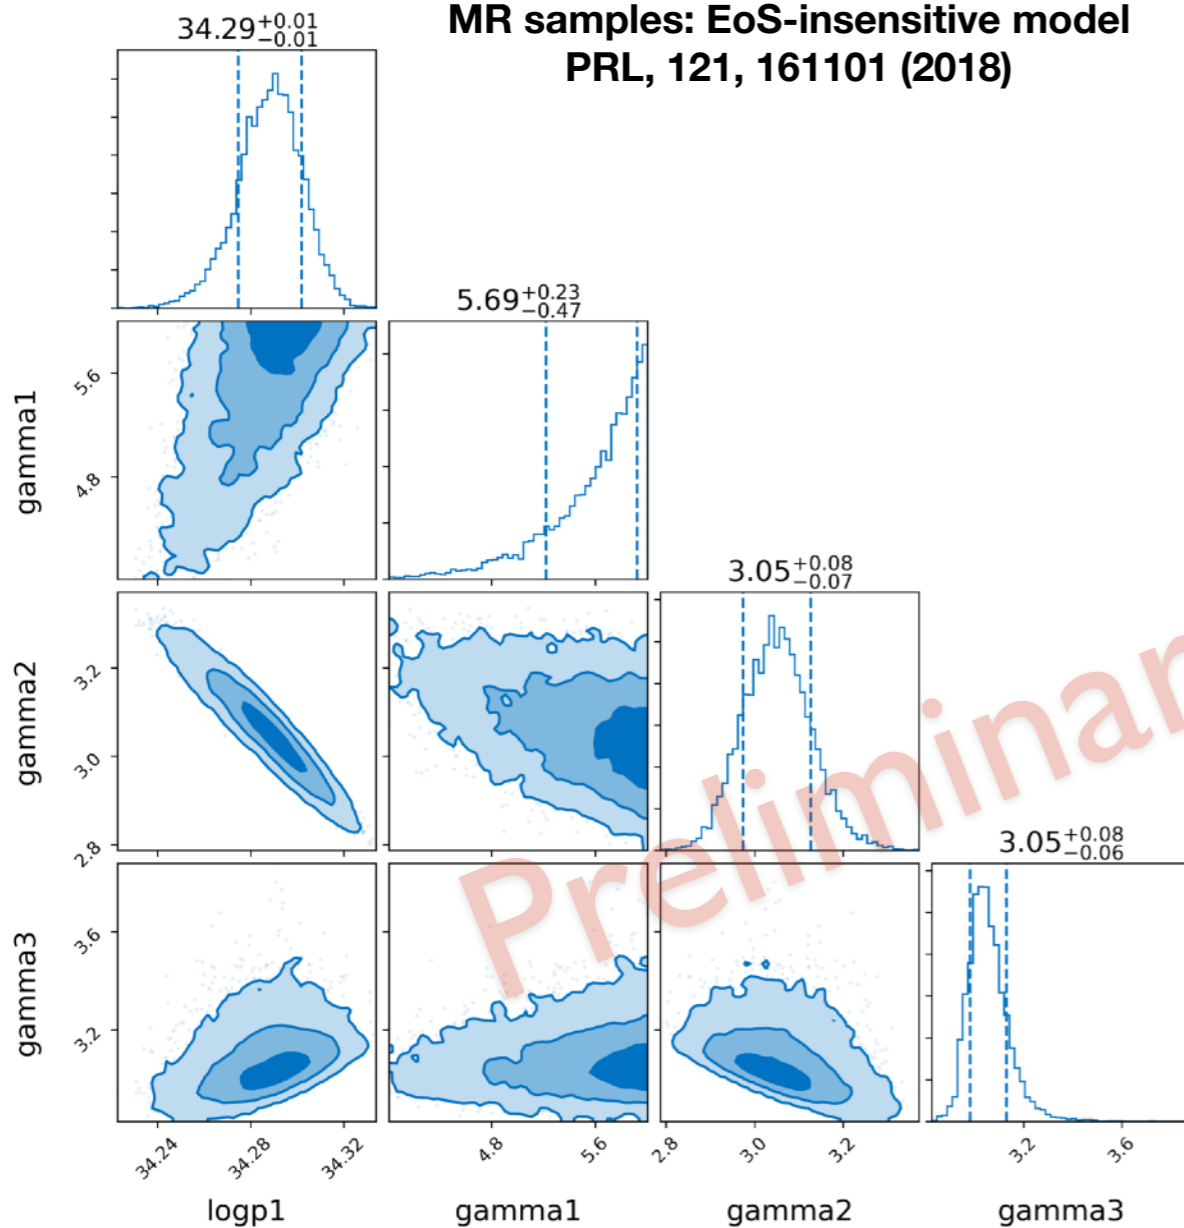 MR samples: EoS-insensitive model
PRL, 121, 161101 (2018)
34.29+0.01−0.01
5.69+0.23−0.47
5.6
4.8
gamma1
3.05+0.08−0.07
3.2
3.0
2.8
gamma2
3.05+0.08−0.06
3.6
3.2
gamma3
Preliminar
34.24 34.28 34.32 4.8 5.6 2.8 3.0 3.2 3.2 3.6
logp1 gamma1 gamma2 gamma3